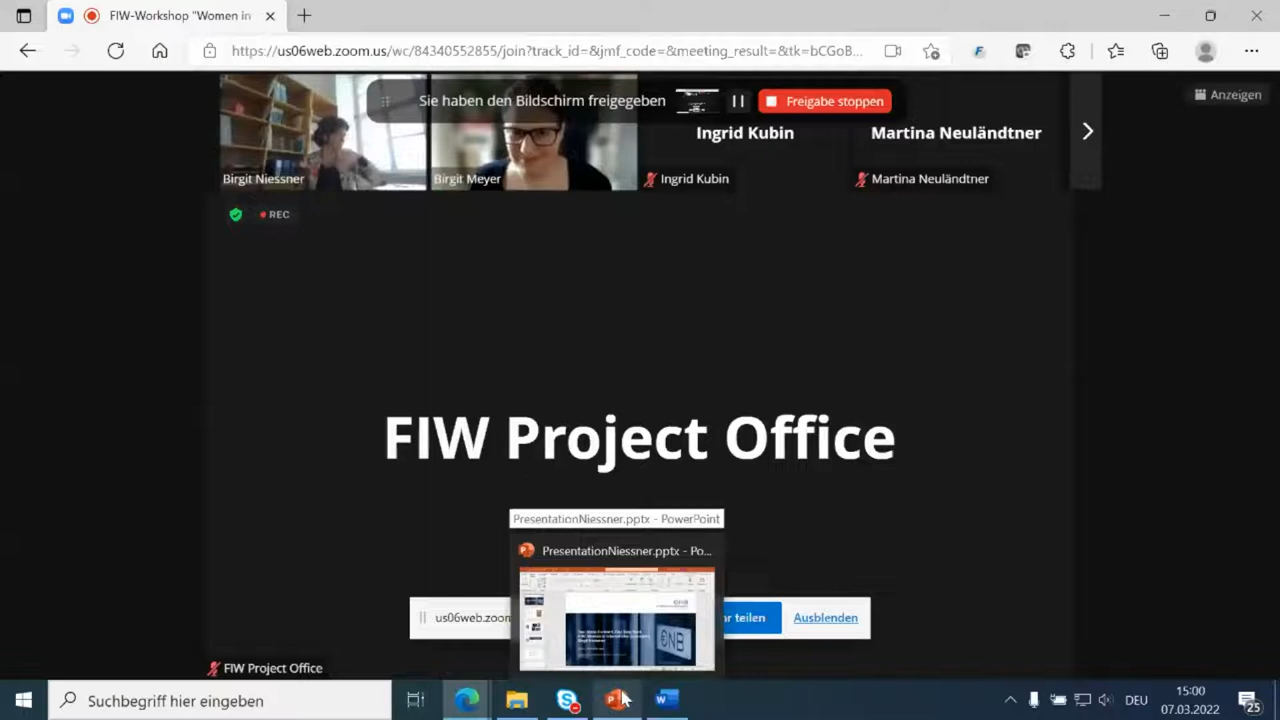 FIW-Workshop "Women in
https://us06web.zoom.us/wc/84340552855/join?track_id=&jmf_code=&meeting_result=&tk=bCGoB...
Sie haben den Bildschirm freigegeben
Freigabe stoppen
Anzeigen
Ingrid Kubin
Martina Neuländtner
Birgit Niessner
Birgit Meyer
Ingrid Kubin
Martina Neuländtner
REC
FIW Project Office
PresentationNiessner.pptx - PowerPoint
PresentationNiessner.pptx - Po...
ONB
us06web.zoom
hr teilen
Ausblenden
FIW Project Office
Suchbegriff hier eingeben
DEU
15:00
07.03.2022
25